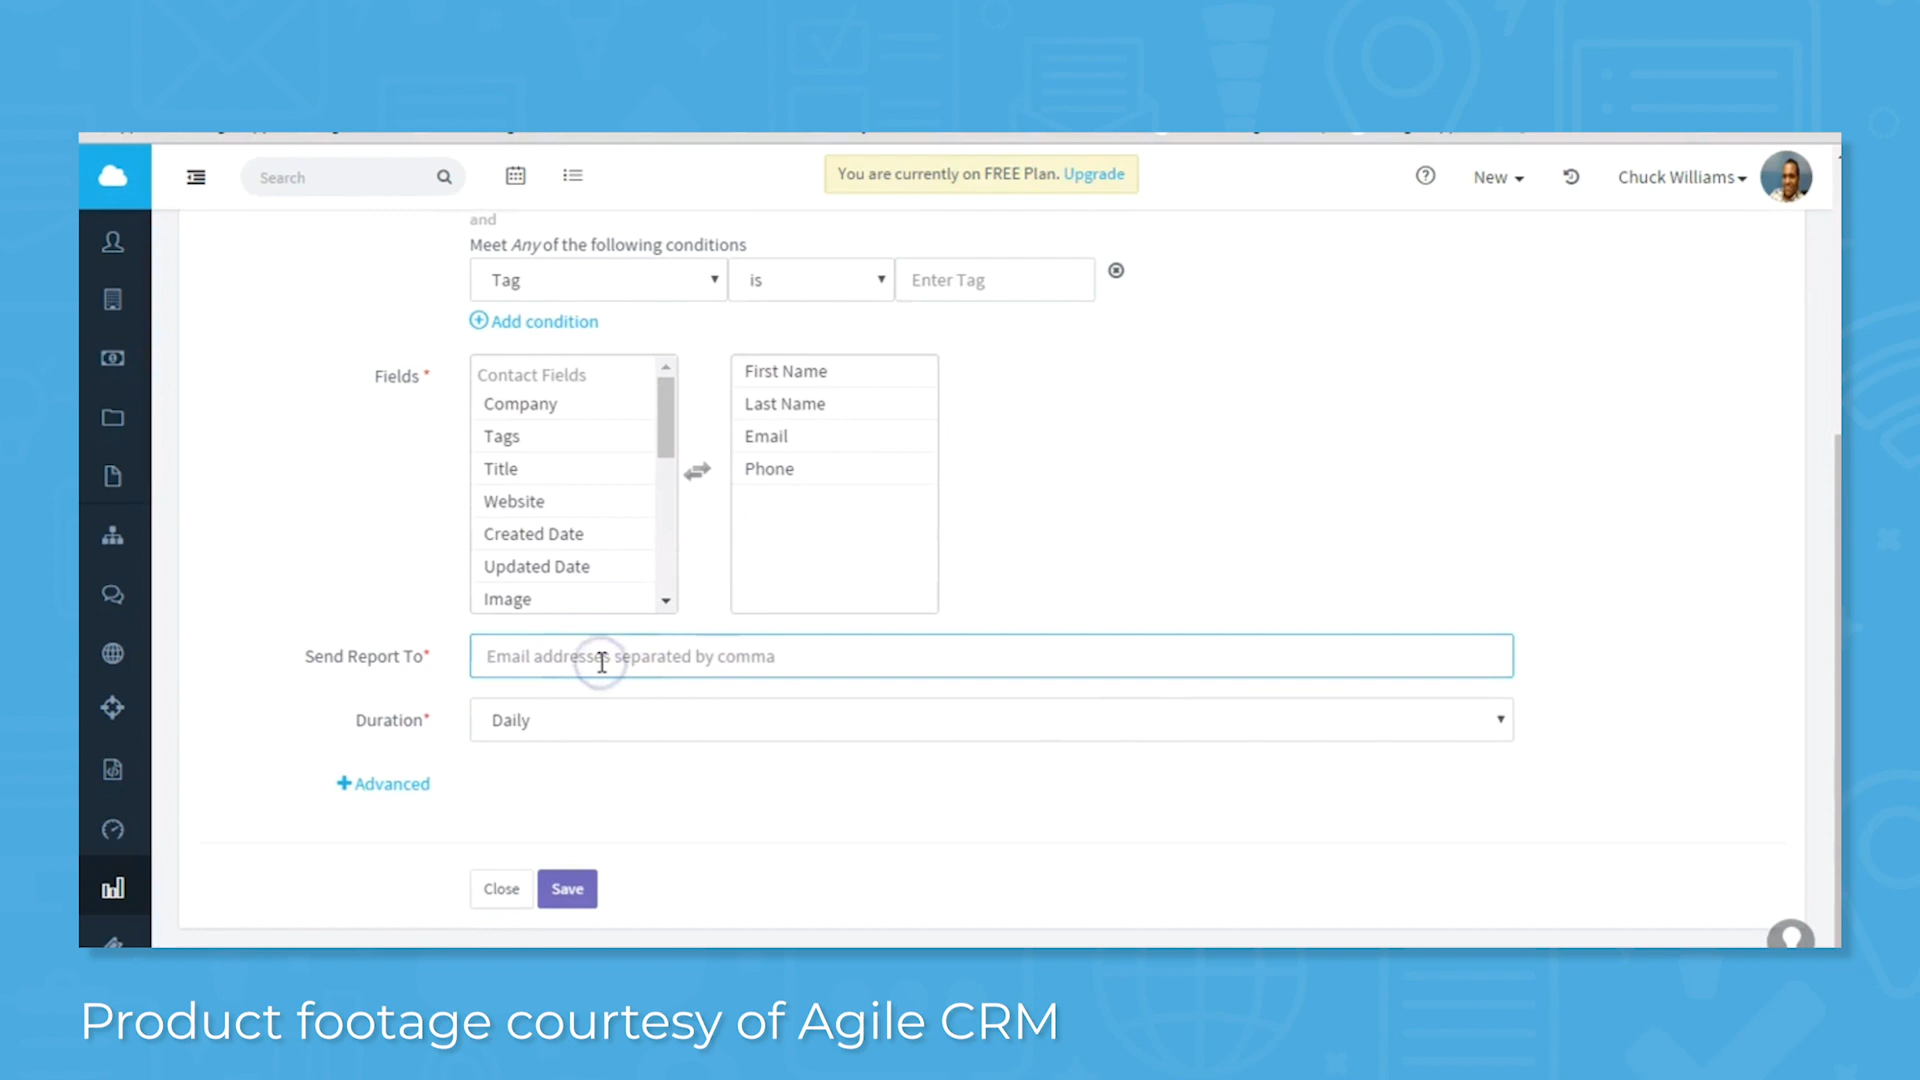 Search
You are currently on FREE Plan. Upgrade
New
Chuck Williams
and
Meet Any of the following conditions
Tag
is
Enter Tag
Add condition
Fields *
Contact Fields
Company
Tags
Title
Website
Created Date
Updated Date
Image
First Name
Last Name
Email
Phone
Send Report To*
Email addresses separated by comma
Duration*
Daily
+Advanced
Close
Save
Product footage courtesy of Agile CRM